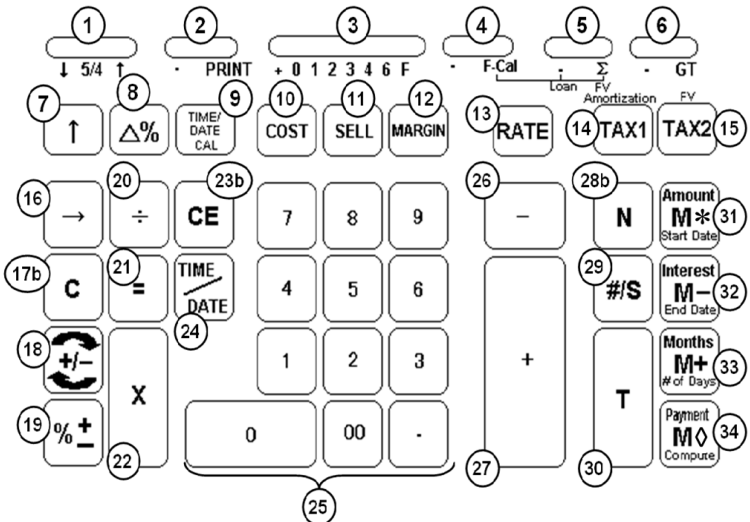 1 2 3 4 5 6
↓ 5/4 ↑ · PRINT + 0 1 2 3 4 6 F · F-Cal · Σ · GT
Loan FV
Amortization FV
7 8 9 10 11 12 13 14 15
↑ △% TIME/ COST SELL MARGIN RATE TAX1 TAX2
DATE
CAL
16 20 23b 26 28b 31
→ ÷ CE 7 8 9 − N Amount
M*
Start Date
17b 21 24 29 32
C = TIME/DATE 4 5 6 #/S Interest
M−
End Date
18 33
+/− X 1 2 3 + T Months
M+
# of Days
19 34
% ± 0 00 · Payment
M◊
Compute
22 25 27 30